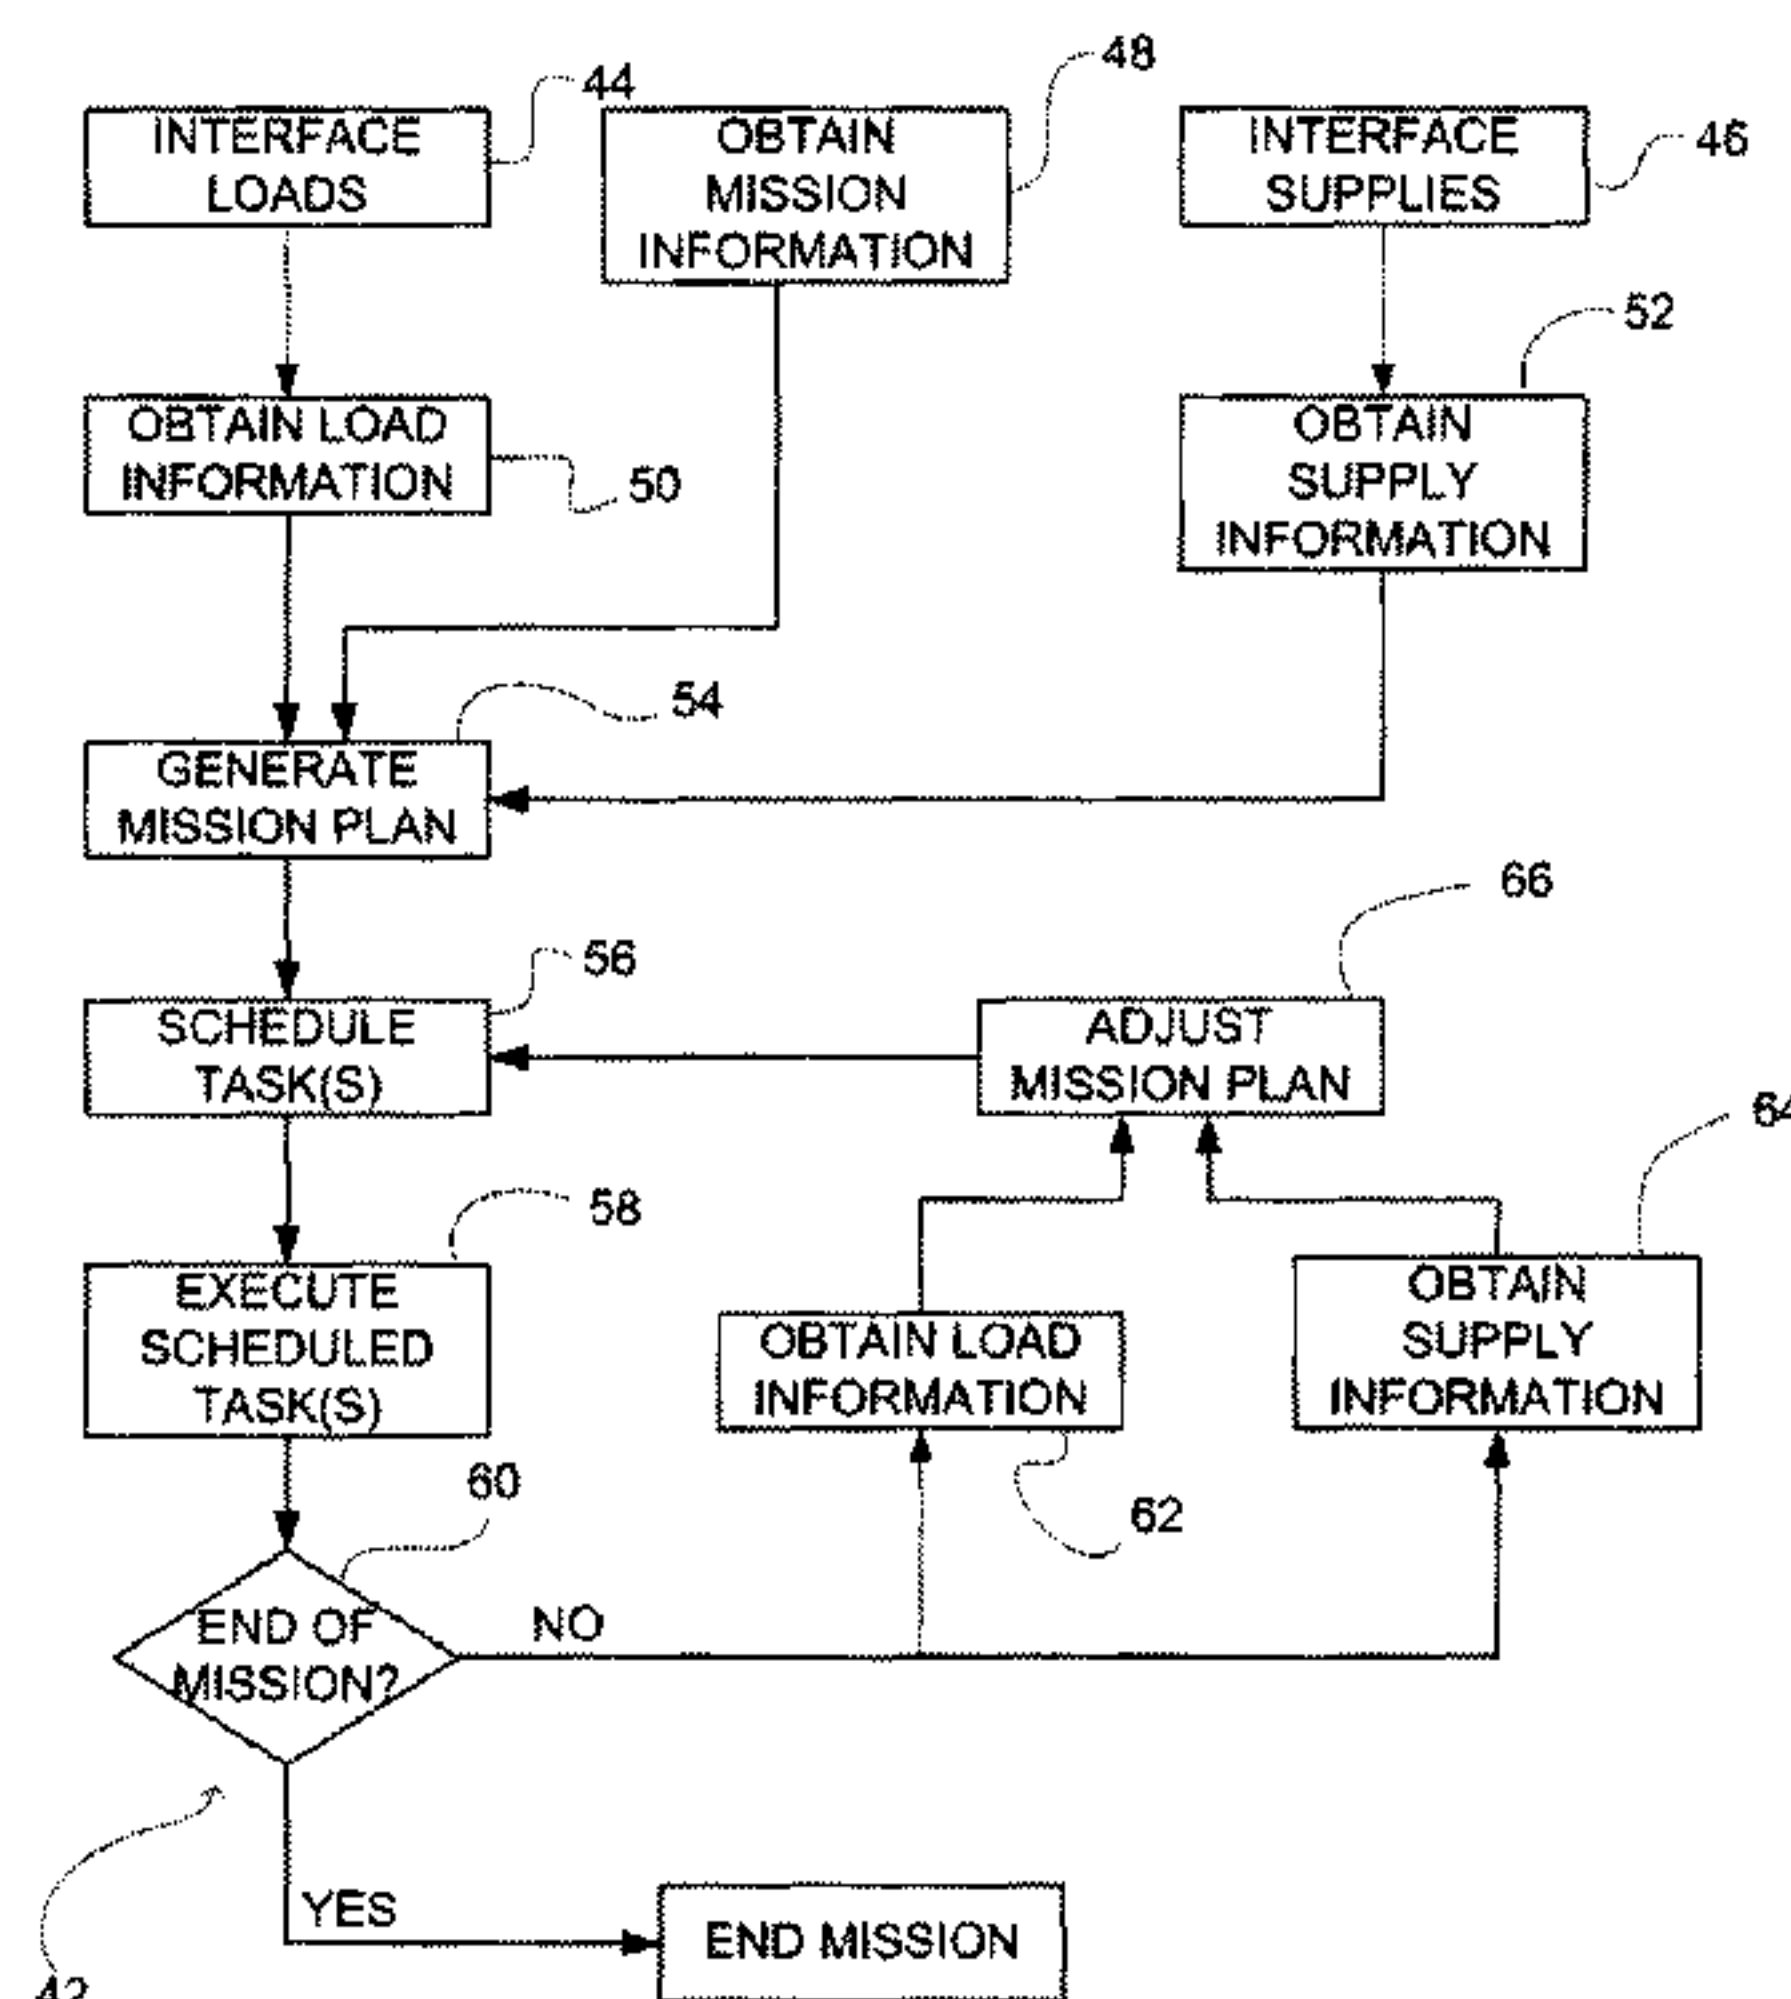 44
48
46
INTERFACE
LOADS
OBTAIN
MISSION
INFORMATION
INTERFACE
SUPPLIES
52
OBTAIN LOAD
INFORMATION
50
OBTAIN
SUPPLY
INFORMATION
54
GENERATE
MISSION PLAN
66
56
SCHEDULE
TASK(S)
ADJUST
MISSION PLAN
64
58
EXECUTE
SCHEDULED
TASK(S)
OBTAIN LOAD
INFORMATION
OBTAIN
SUPPLY
INFORMATION
60
62
END OF
MISSION?
NO
YES
END MISSION